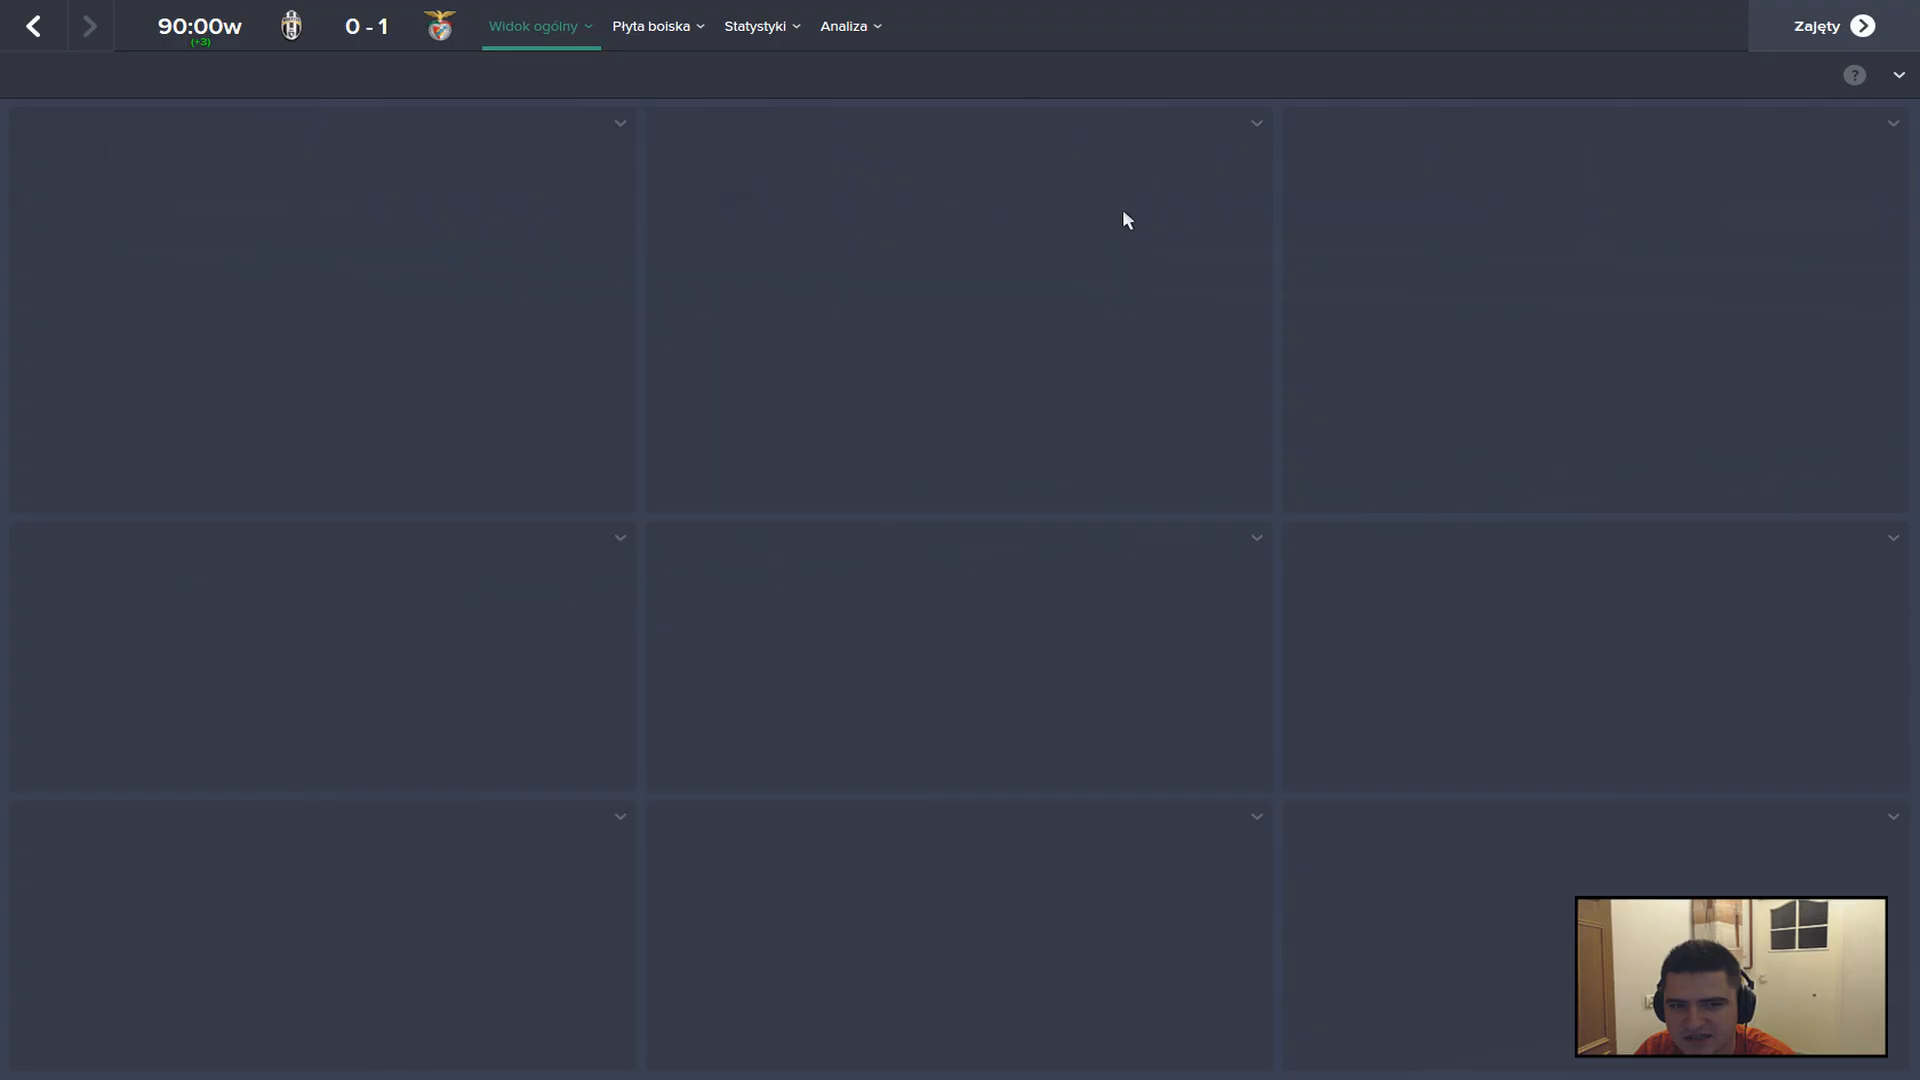 90:00w
(+3)
0 - 1
Widok ogólny
Płyta boiska
Statystyki
Analiza
Zajęty
?